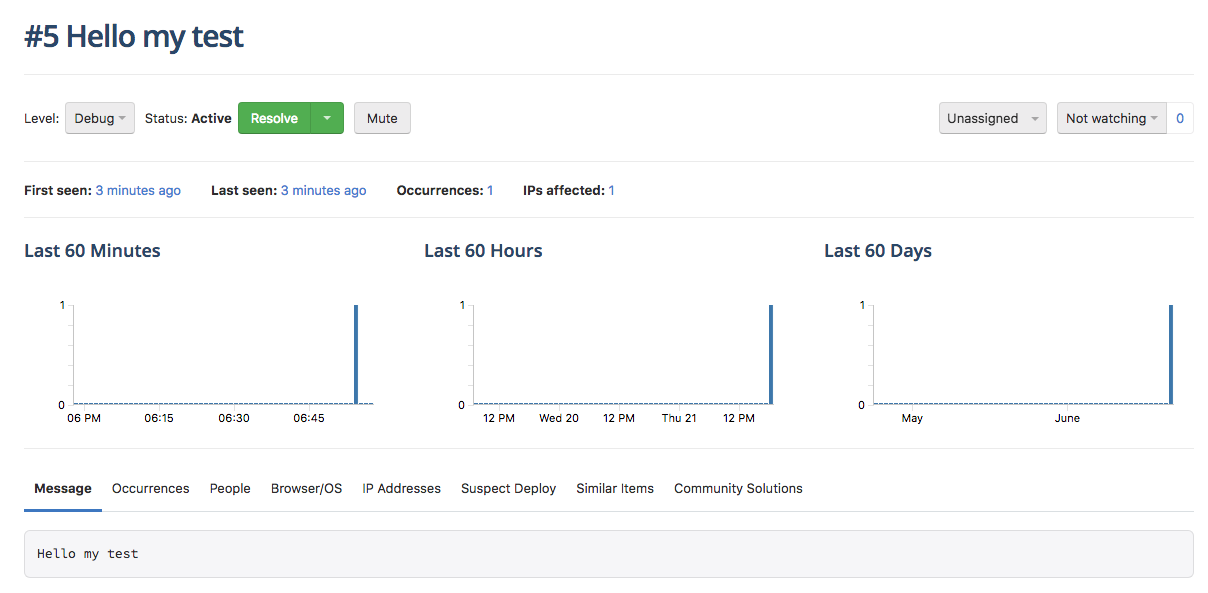 #5 Hello my test
Level: Debug Status: Active Resolve Mute Unassigned Not watching 0
First seen: 3 minutes ago Last seen: 3 minutes ago Occurrences: 1 IPs affected: 1
Last 60 Minutes Last 60 Hours Last 60 Days
1 1 1
0 0 0
06 PM 06:15 06:30 06:45 12 PM Wed 20 12 PM Thu 21 12 PM May June
Message Occurrences People Browser/OS IP Addresses Suspect Deploy Similar Items Community Solutions
Hello my test